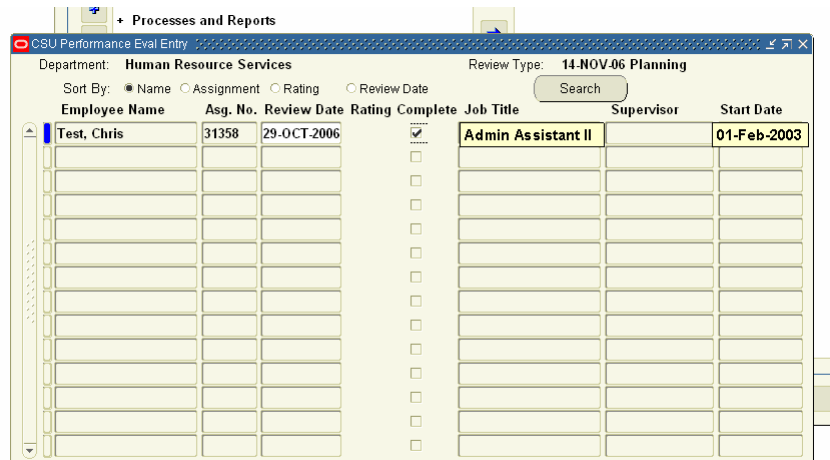 + Processes and Reports
CSU Performance Eval Entry
Department: Human Resource Services Review Type: 14-NOV-06 Planning
Sort By: Name Assignment Rating Review Date Search
Employee Name Asg. No. Review Date Rating Complete Job Title Supervisor Start Date
Test, Chris 31358 29-OCT-2006 Admin Assistant II 01-Feb-2003